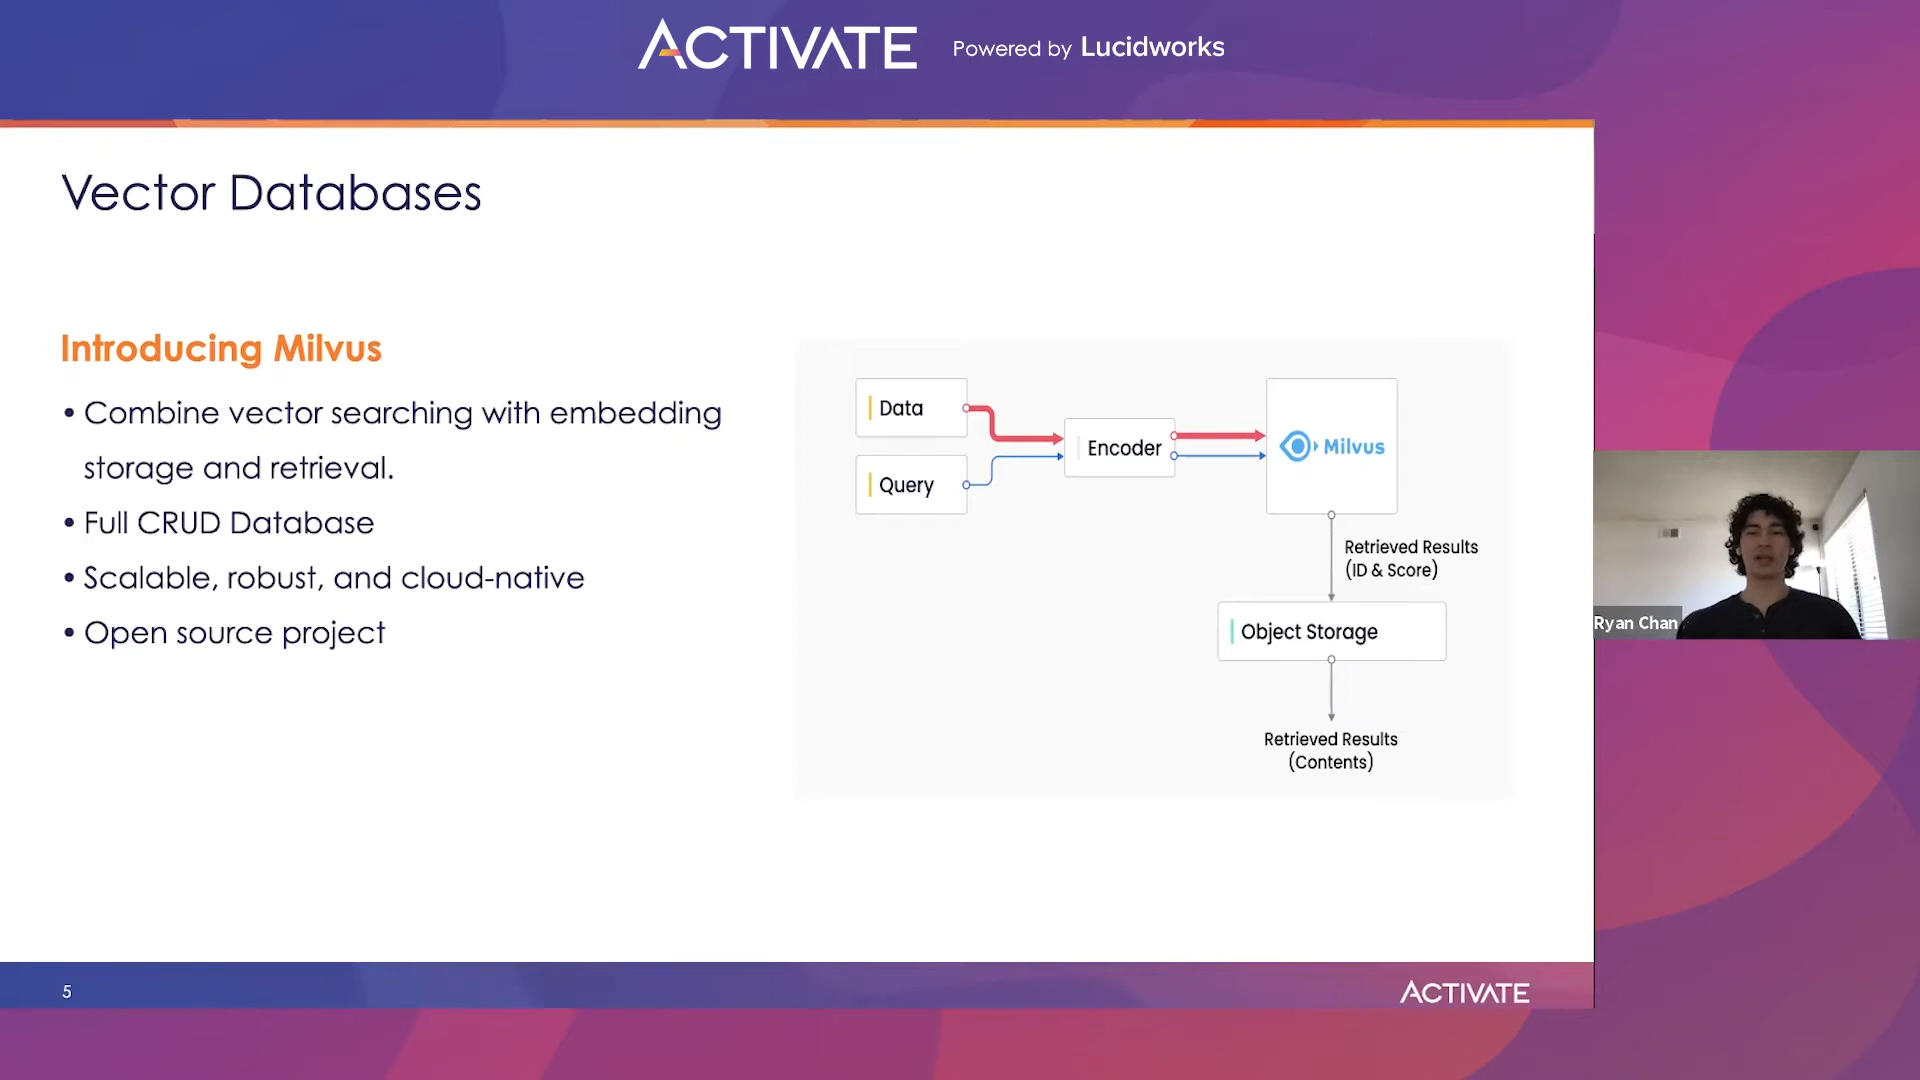 ACTIVATE Powered by Lucidworks
Vector Databases
Introducing Milvus
• Combine vector searching with embedding
storage and retrieval.
• Full CRUD Database
• Scalable, robust, and cloud-native
• Open source project
Data
Query
Encoder
Milvus
Retrieved Results
(ID & Score)
Object Storage
Retrieved Results
(Contents)
Ryan Chan
5
ACTIVATE